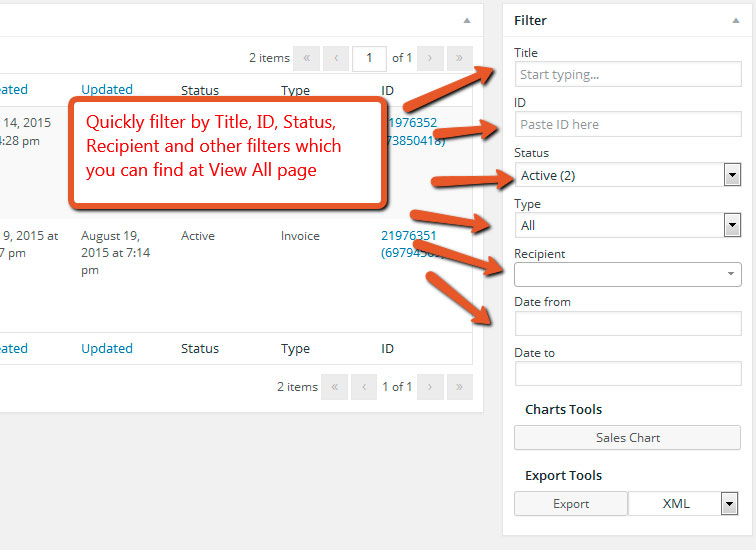 2 items « ‹ 1 of 1 › »
eated Updated Status Type ID
14, 2015
4:28 pm
21976352
73850418)
Quickly filter by Title, ID, Status,
Recipient and other filters which
you can find at View All page
9, 2015 at
7 pm
August 19,
2015 at 7:14
pm
Active
Invoice
21976351
eated Updated Status Type ID
2 items « ‹ 1 of 1 › »
Filter
Title
Start typing...
ID
Paste ID here
Status
Active (2)
Type
All
Recipient
Date from
Date to
Charts Tools
Sales Chart
Export Tools
Export XML